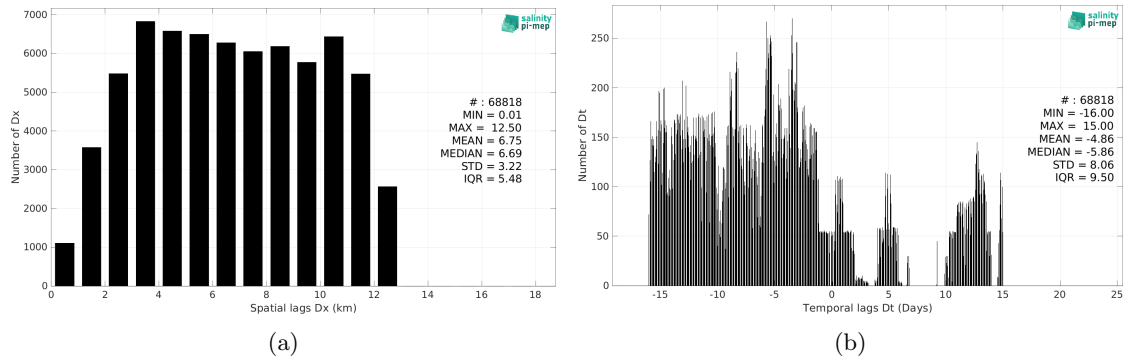 7000
6000
5000
4000
3000
2000
1000
0
Number of Dx
salinity
pi-mep
# : 68818
MIN = 0.01
MAX = 12.50
MEAN = 6.75
MEDIAN = 6.69
STD = 3.22
IQR = 5.48
0 2 4 6 8 10 12 14 16 18
Spatial lags Dx (km)
(a)
250
200
150
100
50
0
Number of Dt
salinity
pi-mep
# : 68818
MIN = -16.00
MAX = 15.00
MEAN = -4.86
MEDIAN = -5.86
STD = 8.06
IQR = 9.50
-15 -10 -5 0 5 10 15 20 25
Temporal lags Dt (Days)
(b)